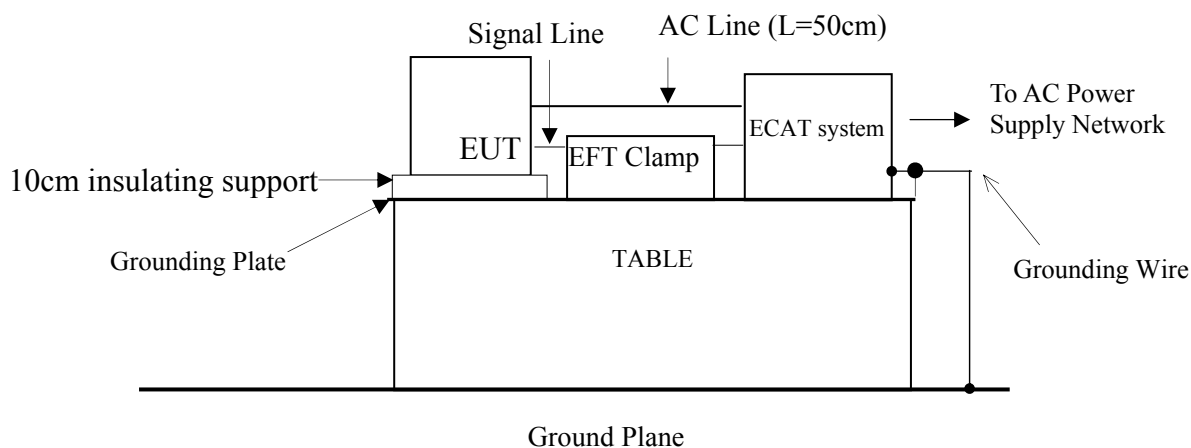 Signal Line
AC Line (L=50cm)
To AC Power
Supply Network
ECAT system
EUT
EFT Clamp
10cm insulating support
Grounding Plate
TABLE
Grounding Wire
Ground Plane